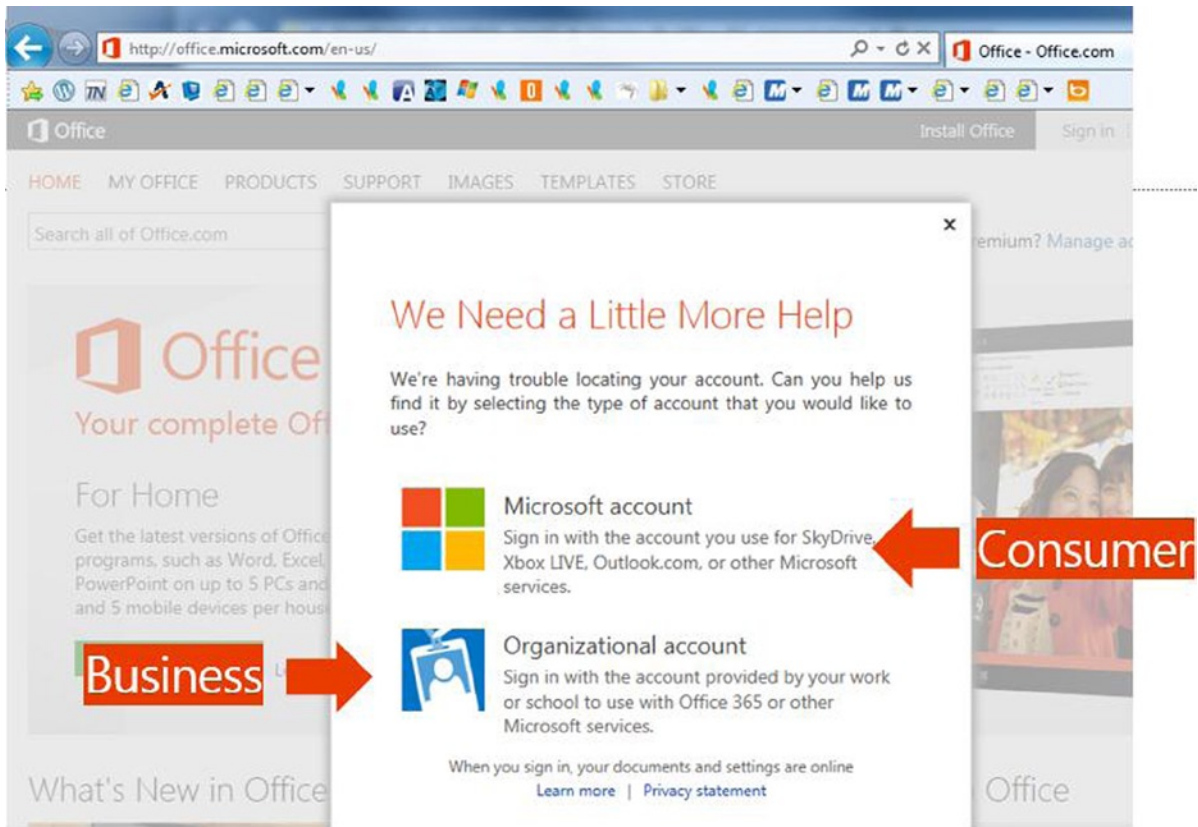 http://office.microsoft.com/en-us/
Office - Office.com
Office
Install Office
Sign in
HOME MY OFFICE PRODUCTS SUPPORT IMAGES TEMPLATES STORE
Search all of Office.com
emium? Manage ac
Office
Your complete Off
For Home
Get the latest versions of Office
programs, such as Word, Excel,
PowerPoint on up to 5 PCs and
and 5 mobile devices per hous
We Need a Little More Help
We're having trouble locating your account. Can you help us
find it by selecting the type of account that you would like to
use?
Microsoft account
Sign in with the account you use for SkyDrive,
Xbox LIVE, Outlook.com, or other Microsoft
services.
Consumer
Business
Organizational account
Sign in with the account provided by your work
or school to use with Office 365 or other
Microsoft services.
When you sign in, your documents and settings are online
Learn more | Privacy statement
What's New in Office
Office